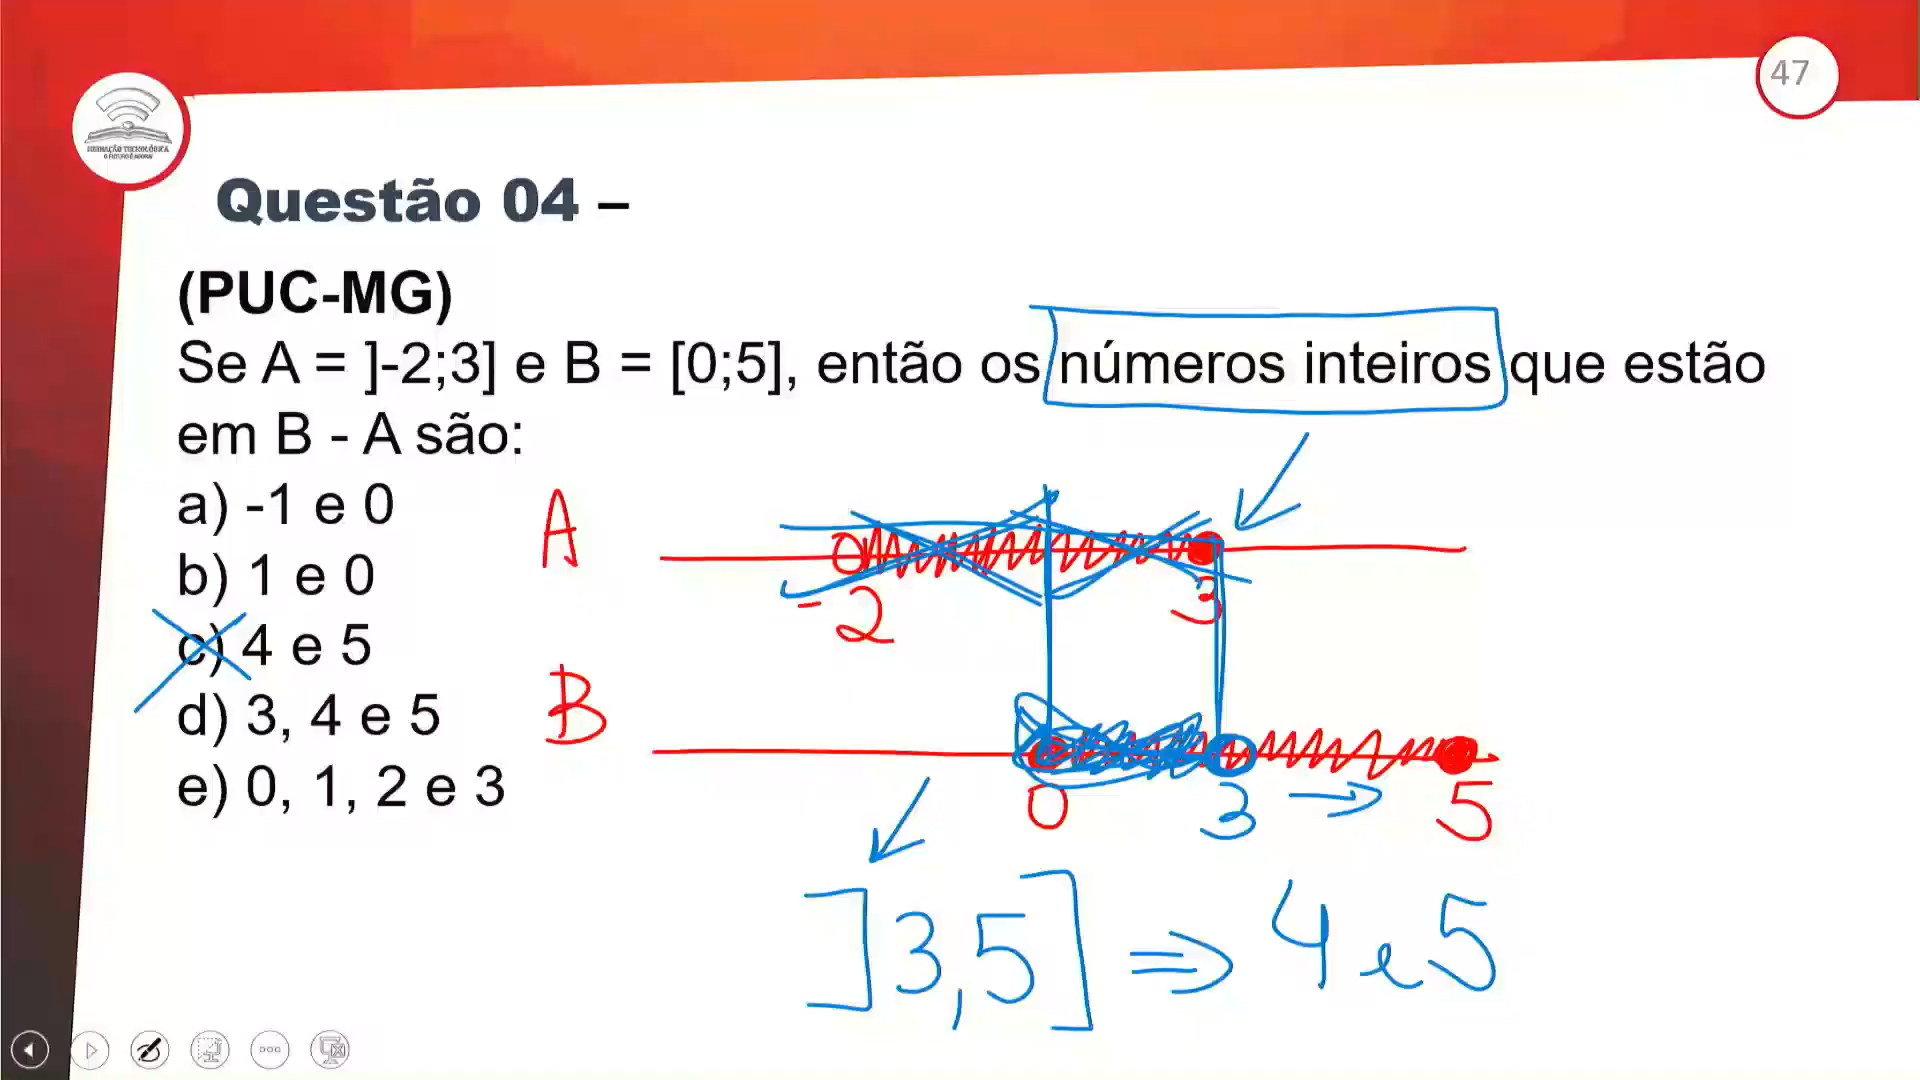 47
Questão 04 –
(PUC-MG)
Se A = ]-2;3] e B = [0;5], então os números inteiros que estão
em B - A são:
a) -1 e 0
b) 1 e 0
c) 4 e 5
d) 3, 4 e 5
e) 0, 1, 2 e 3
A
-2 3
B
0 3 5
]3,5] ⇒ 4 e 5